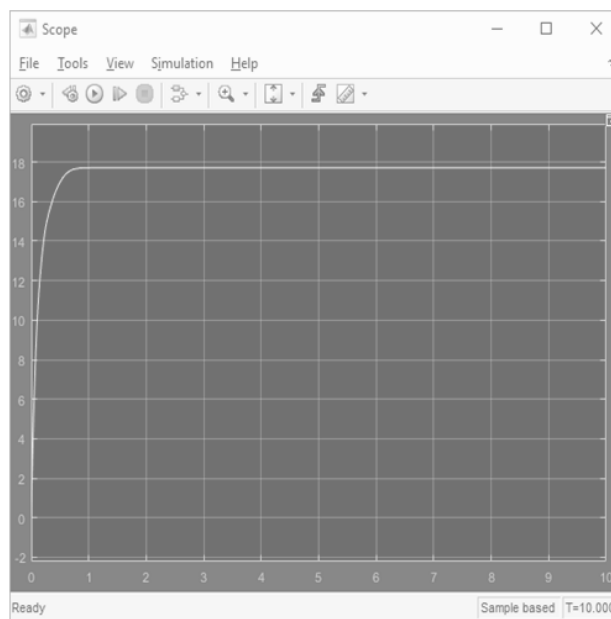 Scope
File Tools View Simulation Help
18
16
14
12
10
8
6
4
2
0
-2
0 1 2 3 4 5 6 7 8 9 10
Ready Sample based T=10.000